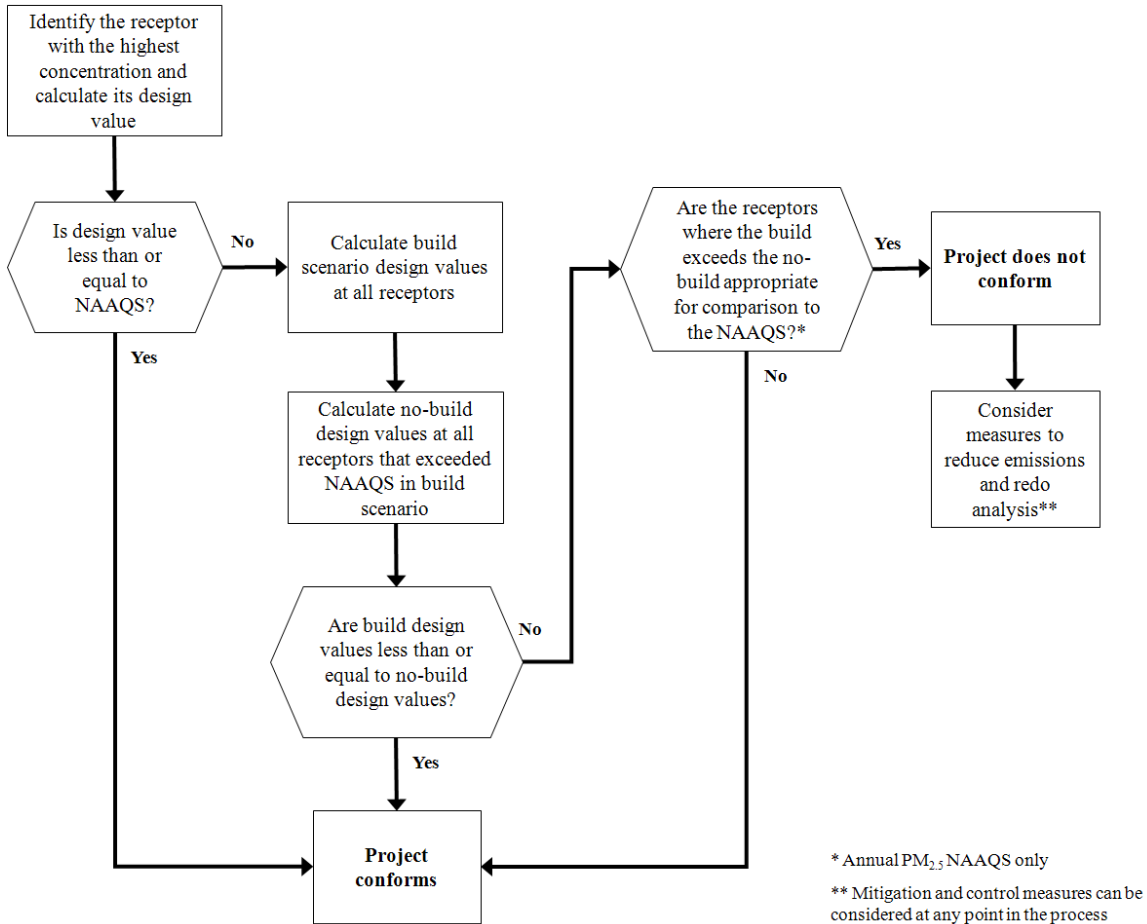 Identify the receptor
with the highest
concentration and
calculate its design
value
Is design value
less than or
equal to
NAAQS?
No
Yes
Calculate build
scenario design values
at all receptors
Calculate no-build
design values at all
receptors that exceeded
NAAQS in build
scenario
Are build design
values less than or
equal to no-build
design values?
No
Yes
Project
conforms
Are the receptors
where the build
exceeds the no-
build appropriate
for comparison to
the NAAQS?*
Yes
No
Project does not
conform
Consider
measures to
reduce emissions
and redo
analysis**
* Annual PM2.5 NAAQS only
** Mitigation and control measures can be
considered at any point in the process